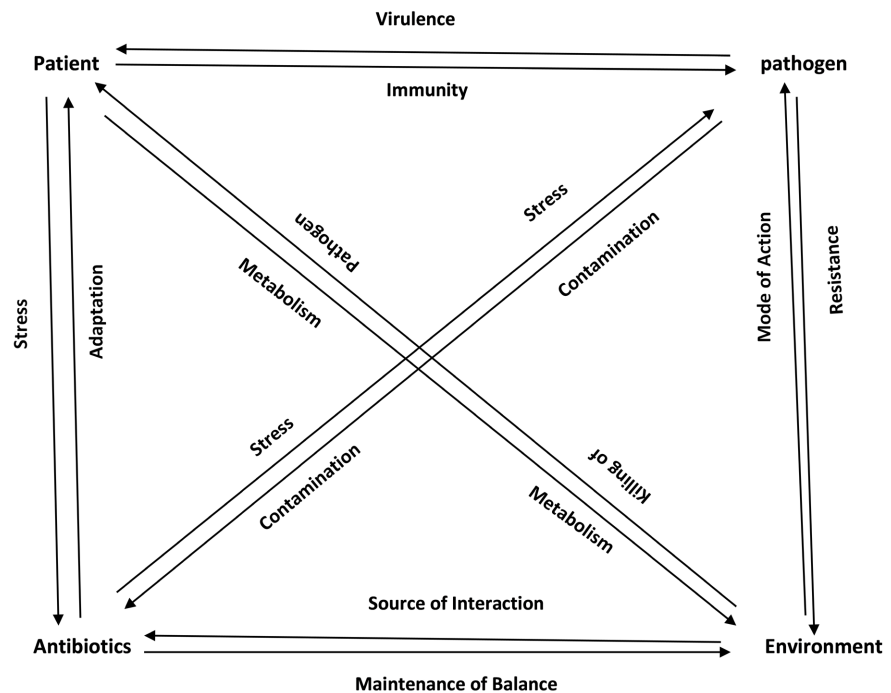 Virulence
Patient
pathogen
Immunity
Stress
Pathogen
Contamination
Metabolism
Mode of Action
Resistance
Stress
Adaptation
Stress
Contamination
Killing of
Metabolism
Source of Interaction
Antibiotics
Environment
Maintenance of Balance